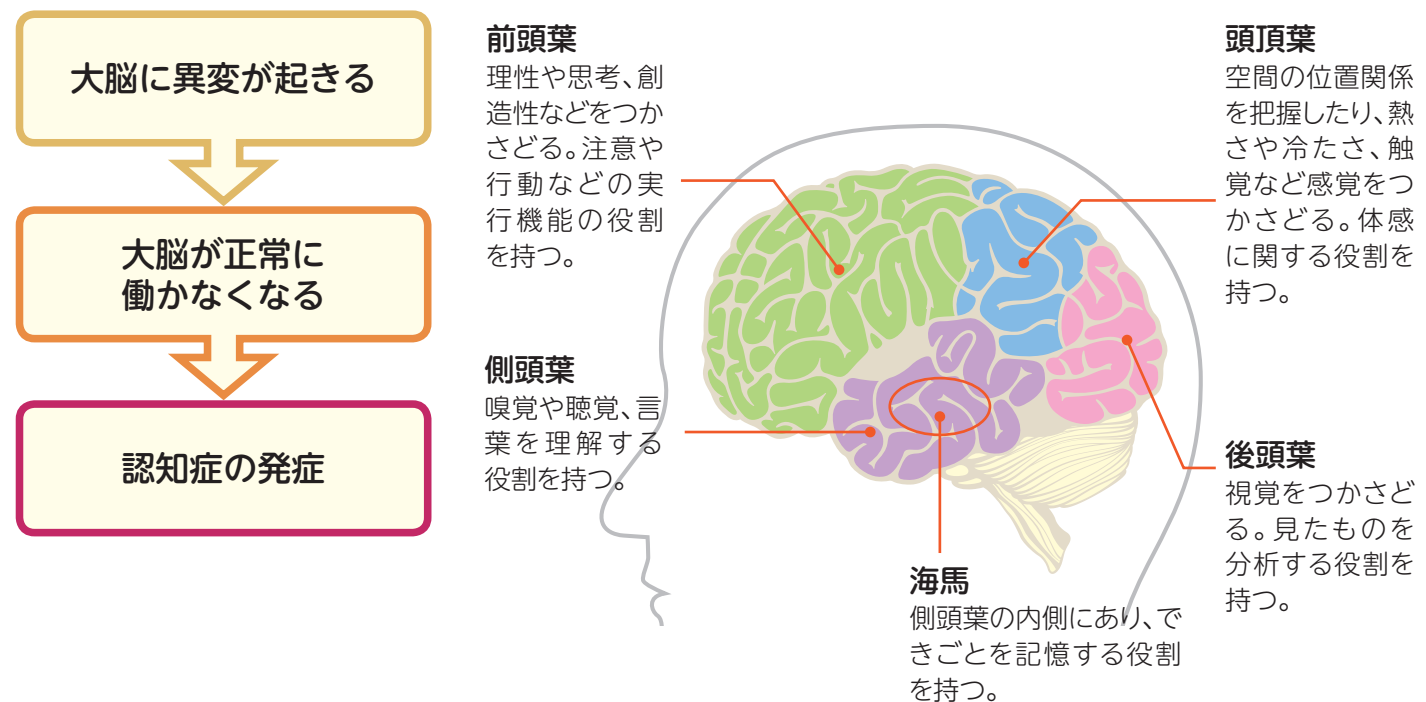 大脳に異変が起きる
大脳が正常に
働かなくなる
認知症の発症
前頭葉
理性や思考、創
造性などをつか
さどる。注意や
行動などの実
行機能の役割
を持つ。
側頭葉
嗅覚や聴覚、言
葉を理解する
役割を持つ。
海馬
側頭葉の内側にあり、で
きごとを記憶する役割
を持つ。
頭頂葉
空間の位置関係
を把握したり、熱
さや冷たさ、触
覚など感覚をつ
かさどる。体感
に関する役割を
持つ。
後頭葉
視覚をつかさど
る。見たものを
分析する役割を
持つ。